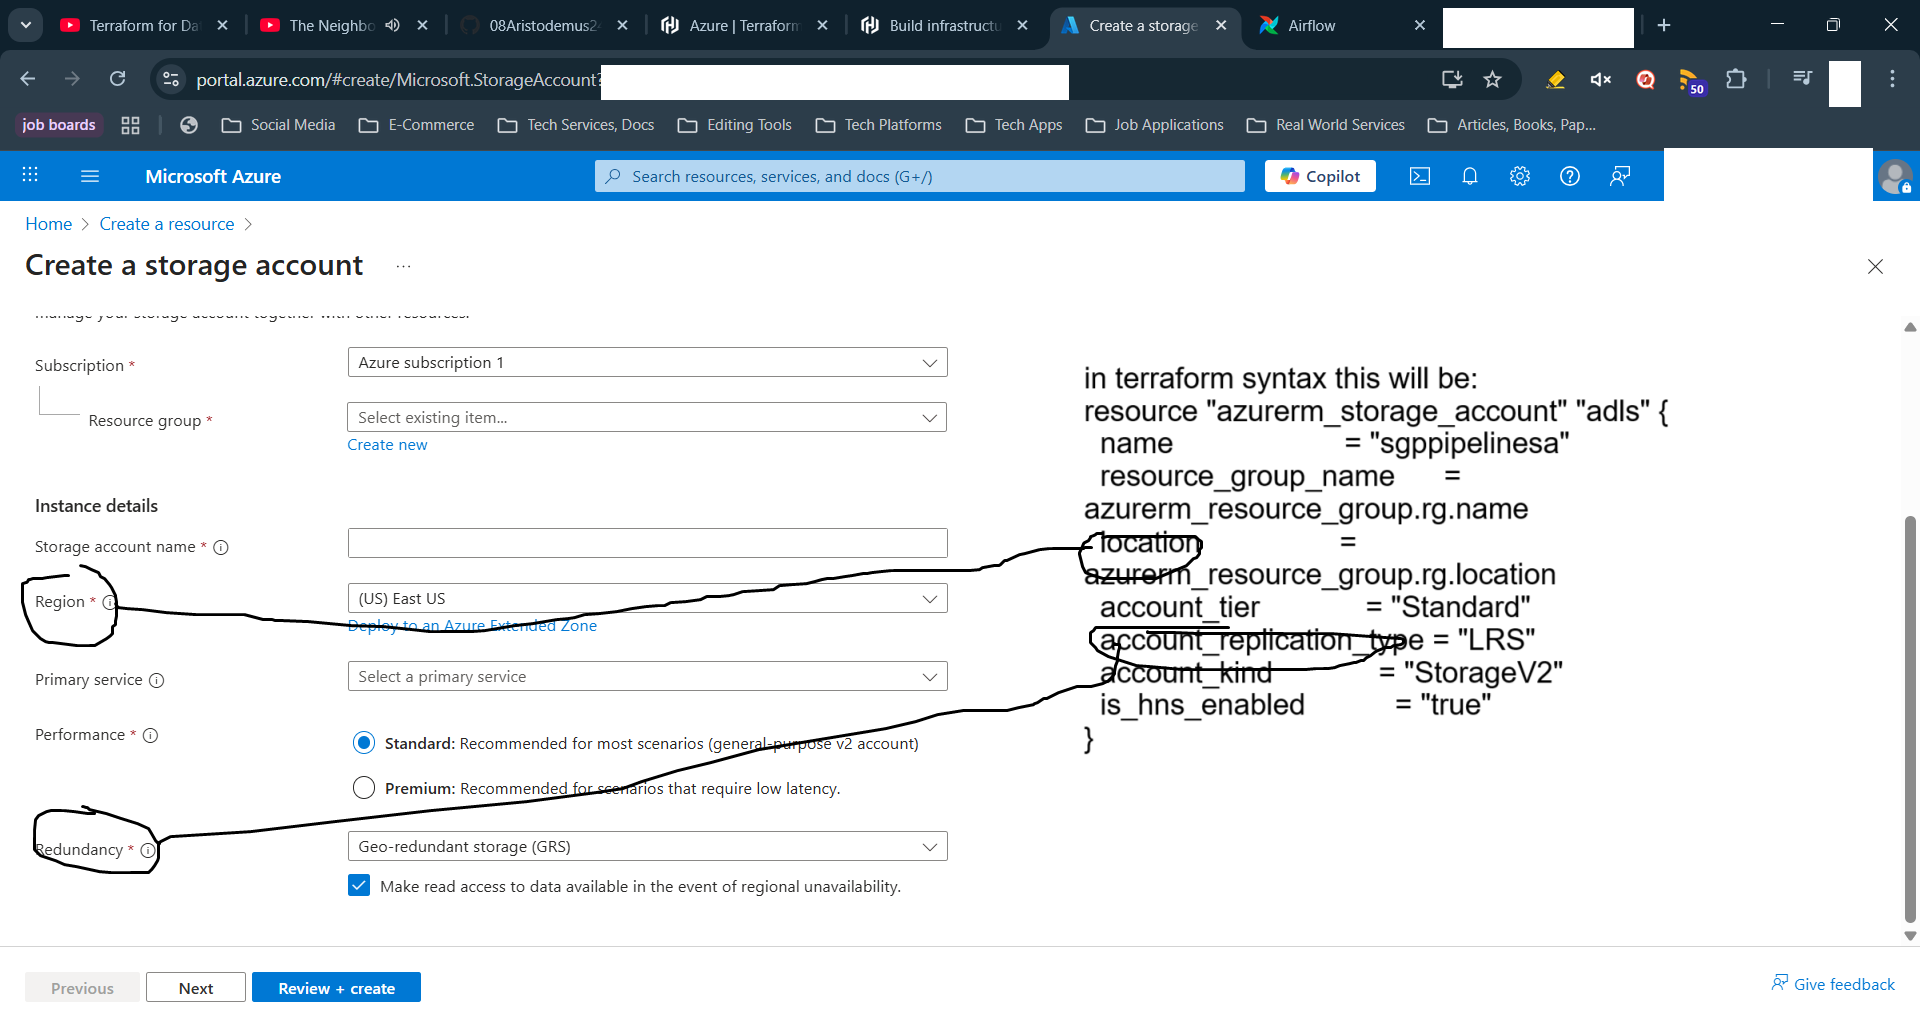 Terraform for Da
The Neighbo
08Aristodemus2
Azure | Terraform
Build infrastructu
Create a storage
Airflow
portal.azure.com/#create/Microsoft.StorageAccount?
50
job boards
Social Media
E-Commerce
Tech Services, Docs
Editing Tools
Tech Platforms
Tech Apps
Job Applications
Real World Services
Articles, Books, Pap...
Microsoft Azure
Search resources, services, and docs (G+/)
Copilot
Home > Create a resource >
Create a storage account ...
manage your storage account together with other resources.
Subscription *
Azure subscription 1
Resource group *
Select existing item...
Create new
Instance details
Storage account name *
Region *
(US) East US
Deploy to an Azure Extended Zone
Primary service
Select a primary service
Performance *
Standard: Recommended for most scenarios (general-purpose v2 account)
Premium: Recommended for scenarios that require low latency.
Redundancy *
Geo-redundant storage (GRS)
Make read access to data available in the event of regional unavailability.
in terraform syntax this will be:
resource "azurerm_storage_account" "adls" {
name = "sgppipelinesa"
resource_group_name =
azurerm_resource_group.rg.name
location =
azurerm_resource_group.rg.location
account_tier = "Standard"
account_replication_type = "LRS"
account_kind = "StorageV2"
is_hns_enabled = "true"
}
Previous
Next
Review + create
Give feedback